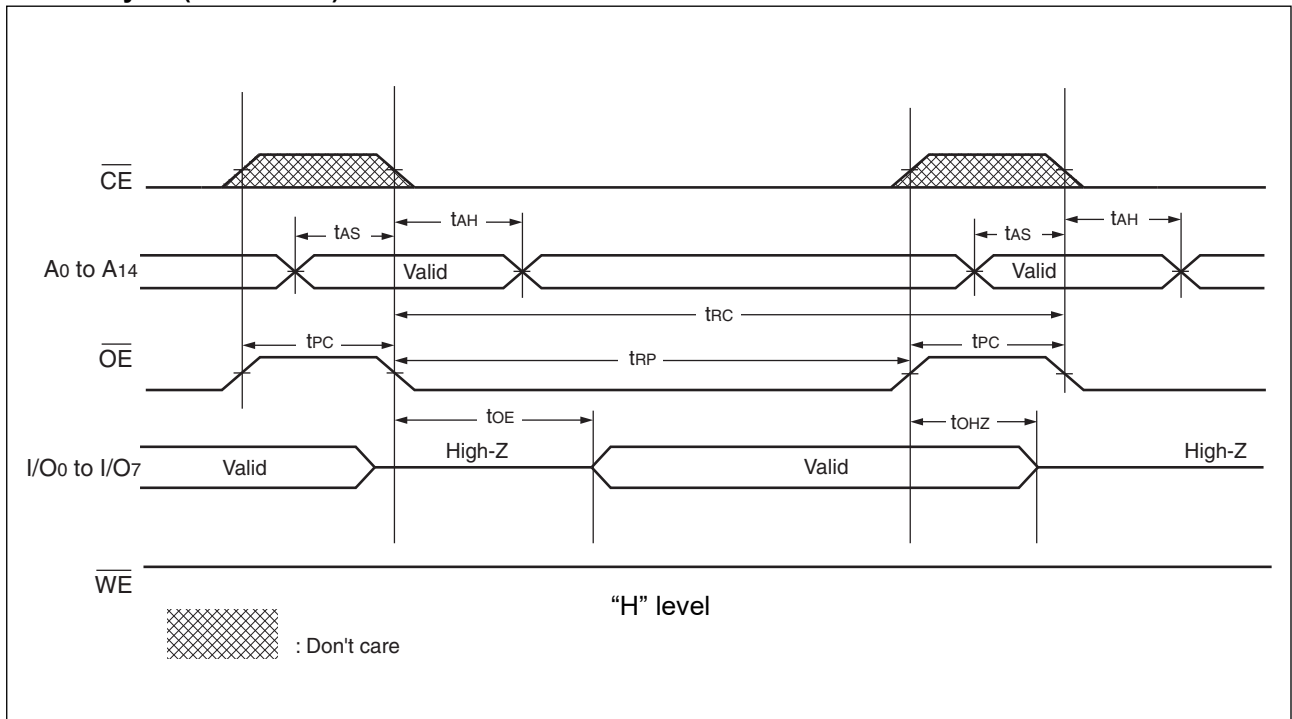 CE
tAS
tAH
tAS
tAH
A0 to A14
Valid
Valid
tRC
OE
tPC
tRP
tPC
tOE
tOHZ
I/O0 to I/O7
Valid
High-Z
Valid
High-Z
WE
“H” level
: Don't care